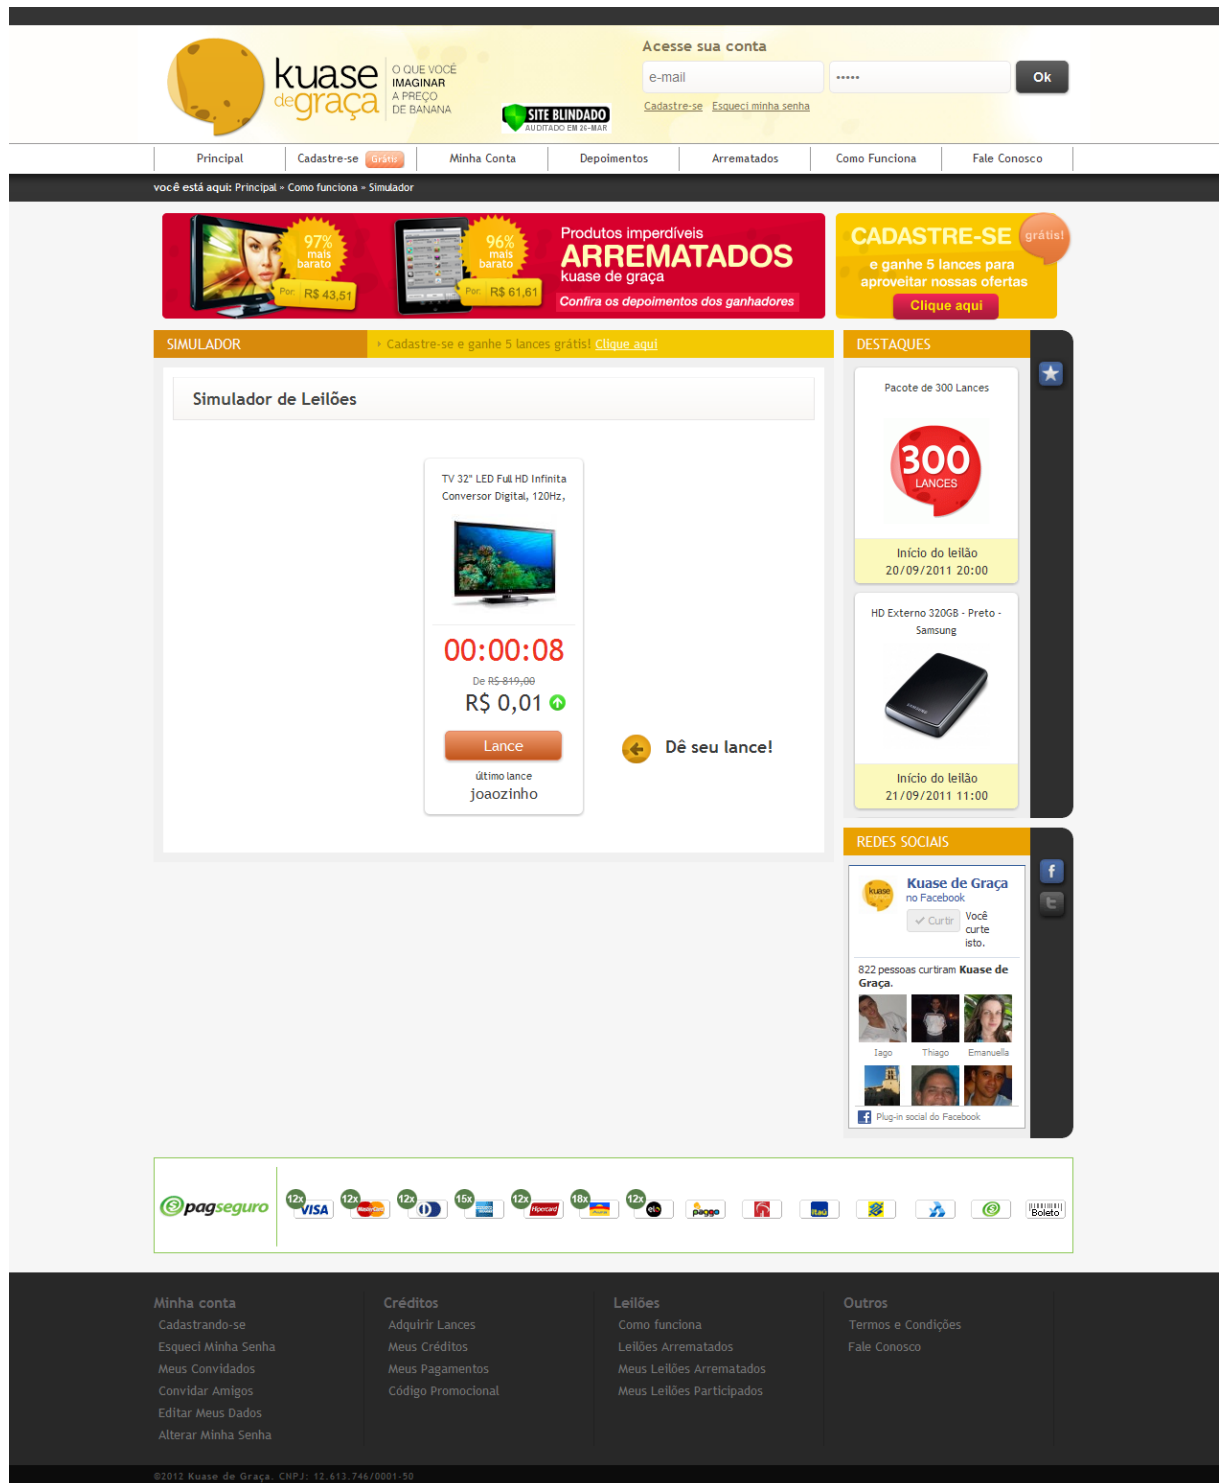 kuase
de graça
O QUE VOCÊ
IMAGINAR
A PREÇO
DE BANANA
SITE BLINDADO
AUDITADO EM 26-MAR
Acesse sua conta
e-mail
•••••
Ok
Cadastre-se Esqueci minha senha
Principal
Cadastre-se Grátis
Minha Conta
Depoimentos
Arrematados
Como Funciona
Fale Conosco
você está aqui: Principal » Como funciona » Simulador
97%
mais
barato
Por: R$ 43,51
96%
mais
barato
Por: R$ 61,61
Produtos imperdíveis
ARREMATADOS
kuase de graça
Confira os depoimentos dos ganhadores
CADASTRE-SE grátis!
e ganhe 5 lances para
aproveitar nossas ofertas
Clique aqui
SIMULADOR
Cadastre-se e ganhe 5 lances grátis! Clique aqui
Simulador de Leilões
TV 32" LED Full HD Infinita
Conversor Digital, 120Hz,
00:00:08
De R$ 819,00
R$ 0,01
Lance
último lance
joaozinho
Dê seu lance!
DESTAQUES
Pacote de 300 Lances
300
LANCES
Início do leilão
20/09/2011 20:00
HD Externo 320GB - Preto -
Samsung
SAMSUNG
Início do leilão
21/09/2011 11:00
REDES SOCIAIS
kuase
Kuase de Graça
no Facebook
Curtir
Você
curte
isto.
822 pessoas curtiram Kuase de
Graça.
Iago Thiago Emanuella
Plug-in social do Facebook
pagseguro
12x VISA
12x MasterCard
12x
15x
12x Hipercard
18x
12x elo
paggo
Itaú
Boleto
Minha conta
Cadastrando-se
Esqueci Minha Senha
Meus Convidados
Convidar Amigos
Editar Meus Dados
Alterar Minha Senha
Créditos
Adquirir Lances
Meus Créditos
Meus Pagamentos
Código Promocional
Leilões
Como funciona
Leilões Arrematados
Meus Leilões Arrematados
Meus Leilões Participados
Outros
Termos e Condições
Fale Conosco
©2012 Kuase de Graça. CNPJ: 12.613.746/0001-50